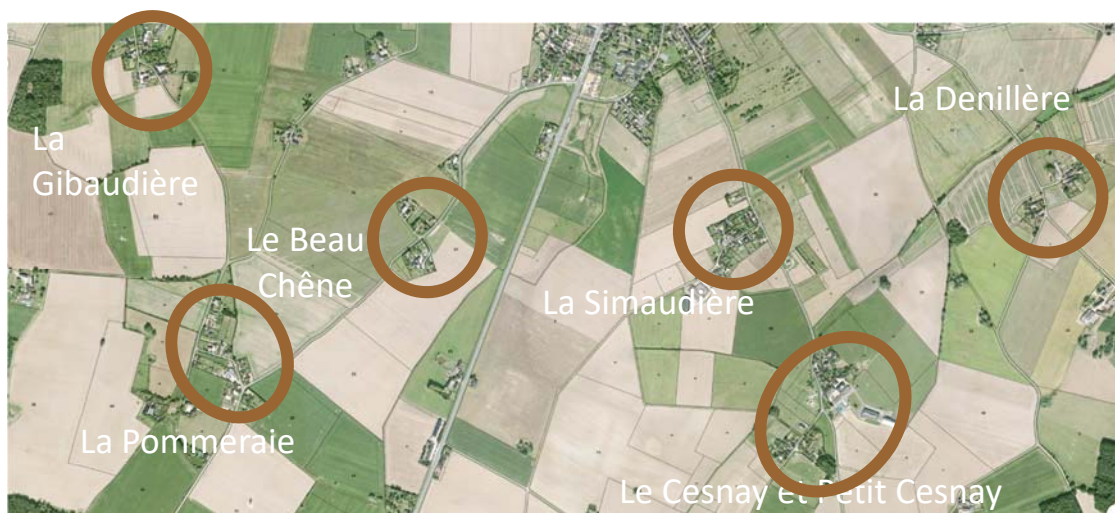 La Denillère
La
Gibaudière
Le Beau
Chêne
La Simaudière
La Pommeraie
Le Cesnay et Petit Cesnay